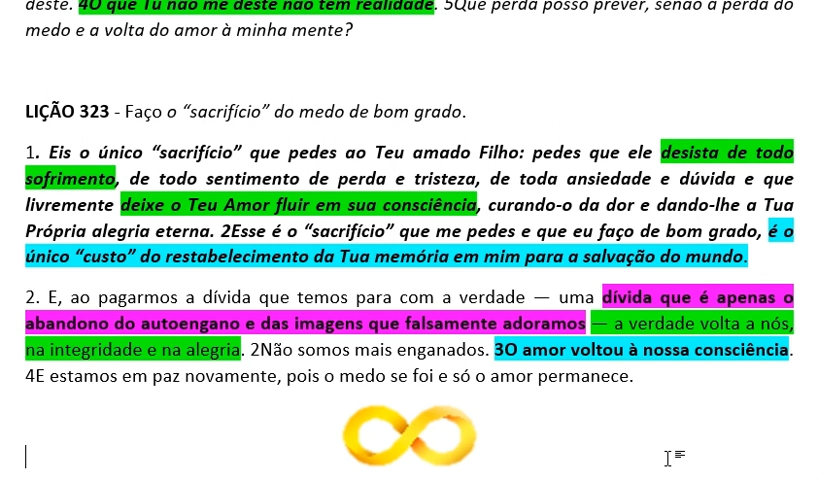 deste. 4O que Tu não me deste não tem realidade. 5Que perda posso prever, senão a perda do
medo e a volta do amor à minha mente?
LIÇÃO 323 - Faço o “sacrifício” do medo de bom grado.
1. Eis o único “sacrifício” que pedes ao Teu amado Filho: pedes que ele desista de todo
sofrimento, de todo sentimento de perda e tristeza, de toda ansiedade e dúvida e que
livremente deixe o Teu Amor fluir em sua consciência, curando-o da dor e dando-lhe a Tua
Própria alegria eterna. 2Esse é o “sacrifício” que me pedes e que eu faço de bom grado, é o
único “custo” do restabelecimento da Tua memória em mim para a salvação do mundo.
2. E, ao pagarmos a dívida que temos para com a verdade — uma dívida que é apenas o
abandono do autoengano e das imagens que falsamente adoramos — a verdade volta a nós,
na integridade e na alegria. 2Não somos mais enganados. 3O amor voltou à nossa consciência.
4E estamos em paz novamente, pois o medo se foi e só o amor permanece.